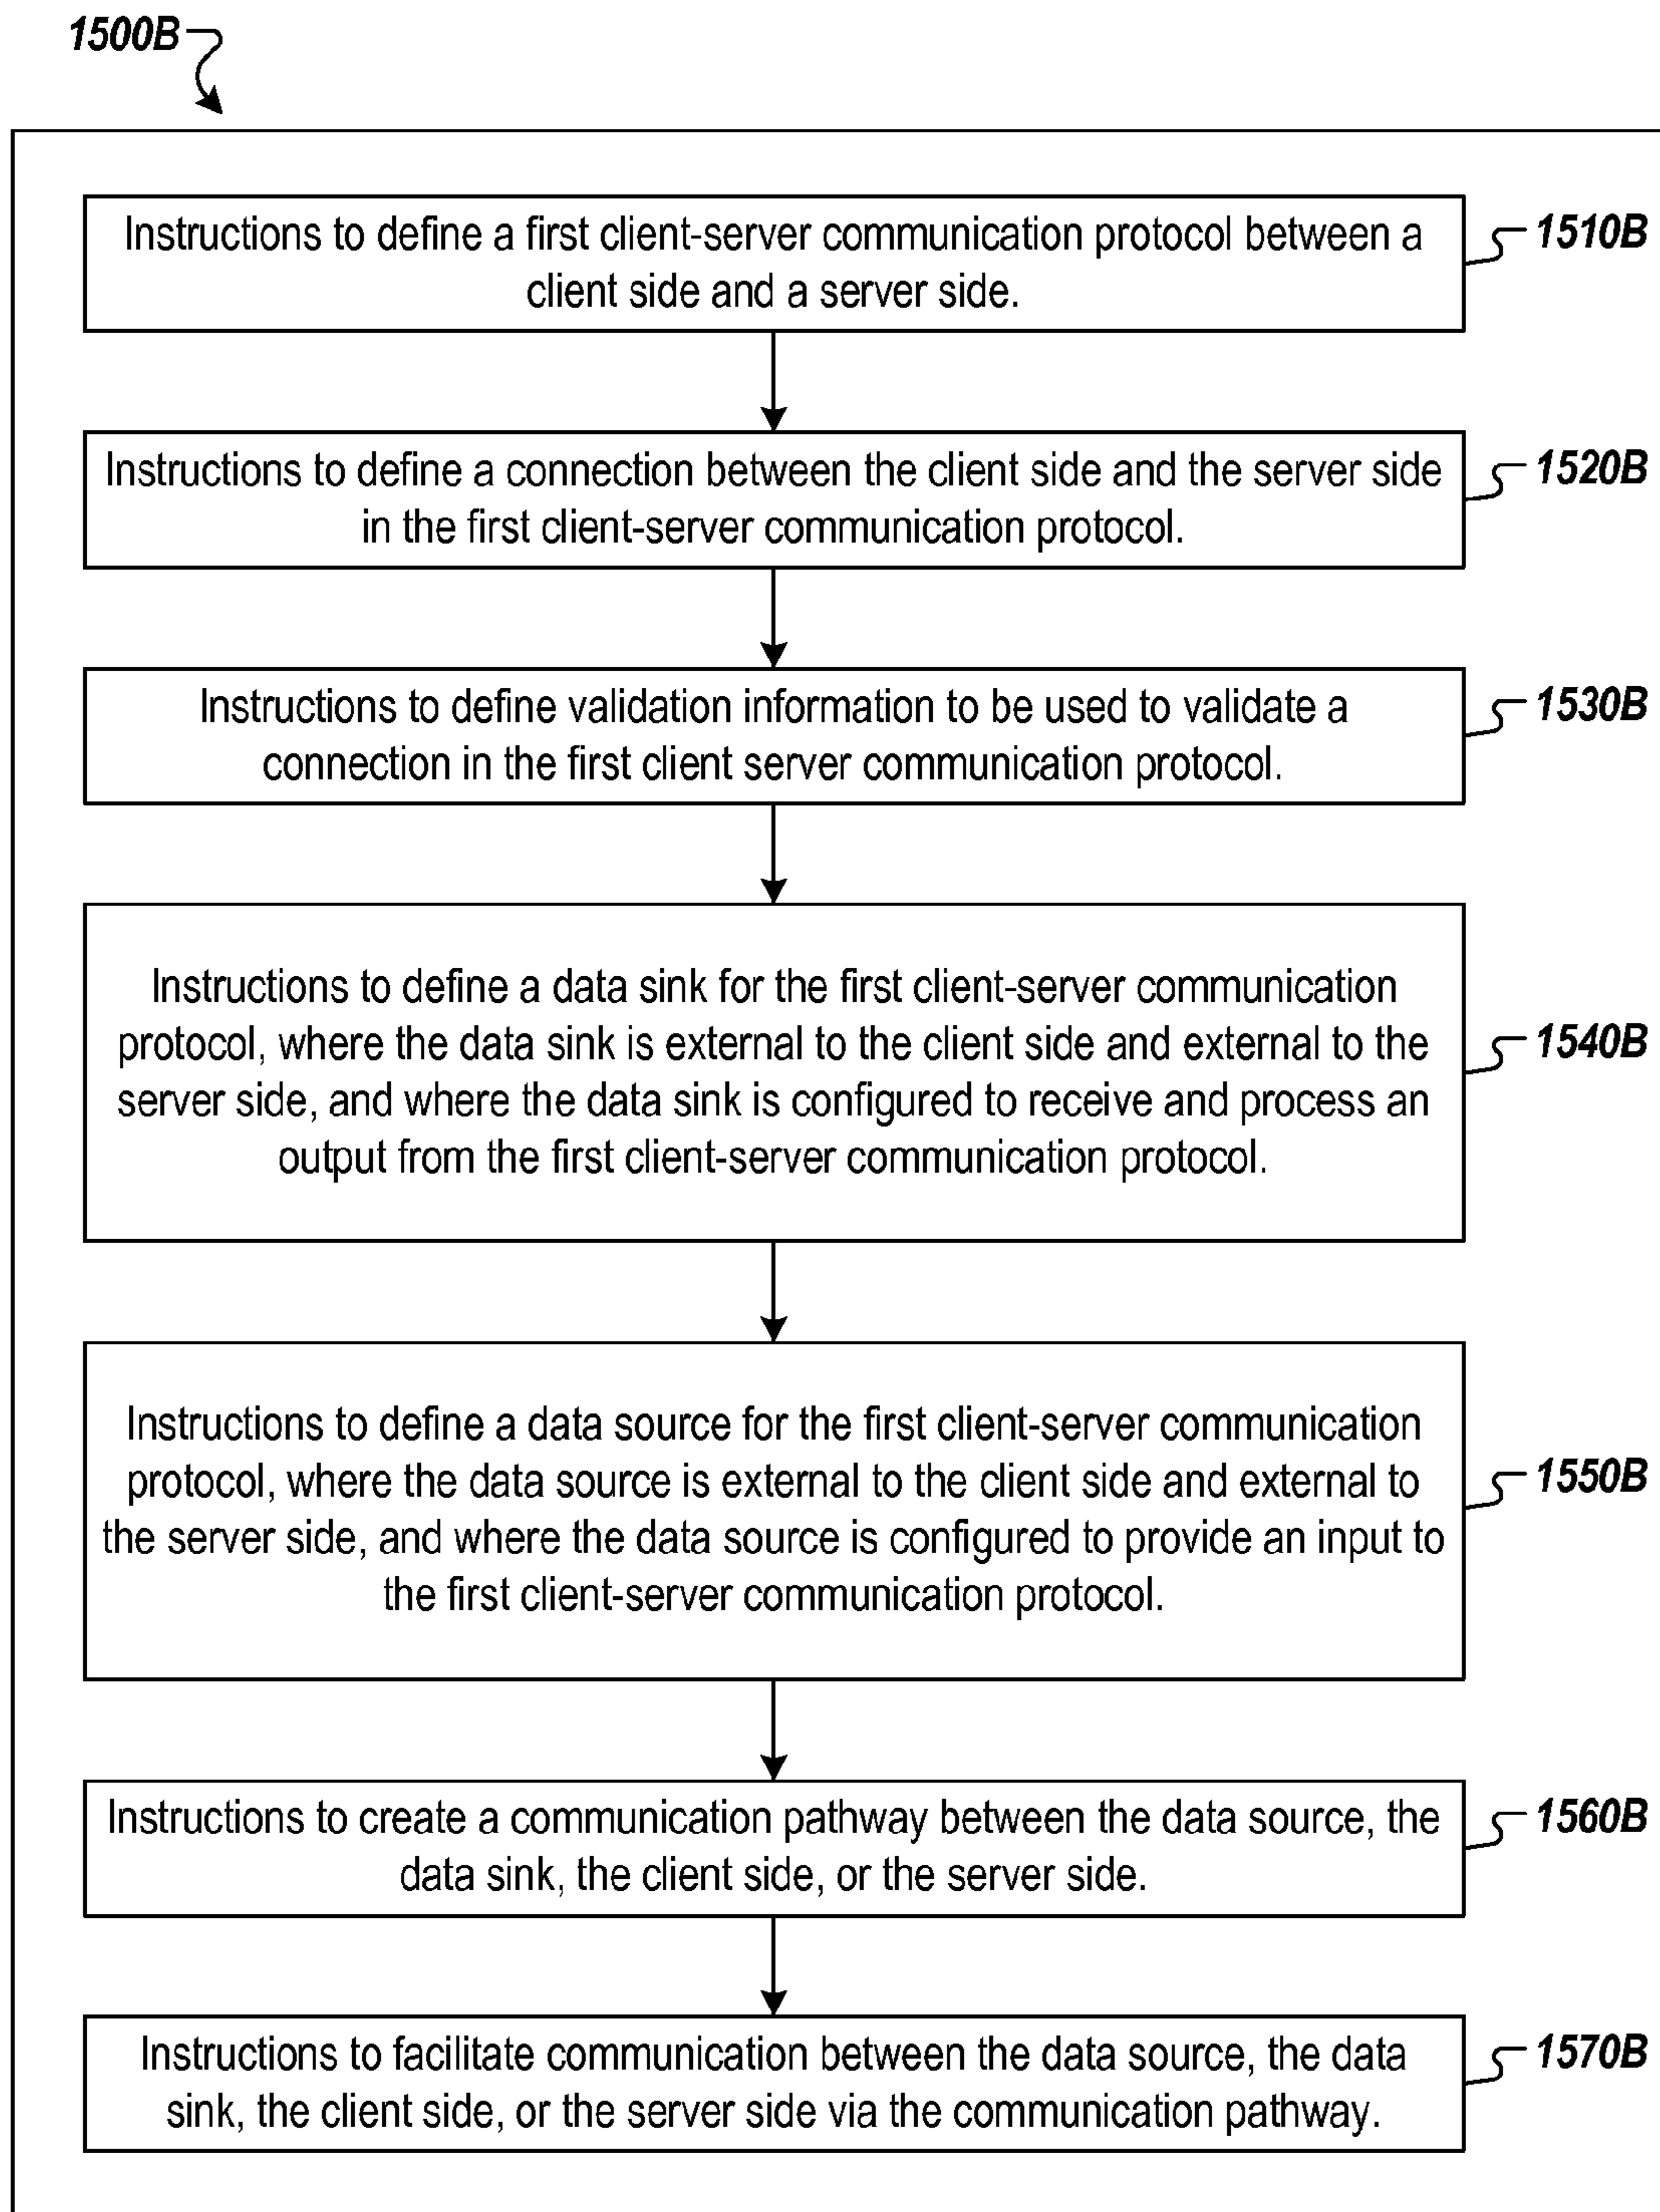 1500B
Instructions to define a first client-server communication protocol between a
client side and a server side.
1510B
Instructions to define a connection between the client side and the server side
in the first client-server communication protocol.
1520B
Instructions to define validation information to be used to validate a
connection in the first client server communication protocol.
1530B
Instructions to define a data sink for the first client-server communication
protocol, where the data sink is external to the client side and external to the
server side, and where the data sink is configured to receive and process an
output from the first client-server communication protocol.
1540B
Instructions to define a data source for the first client-server communication
protocol, where the data source is external to the client side and external to
the server side, and where the data source is configured to provide an input to
the first client-server communication protocol.
1550B
Instructions to create a communication pathway between the data source, the
data sink, the client side, or the server side.
1560B
Instructions to facilitate communication between the data source, the data
sink, the client side, or the server side via the communication pathway.
1570B